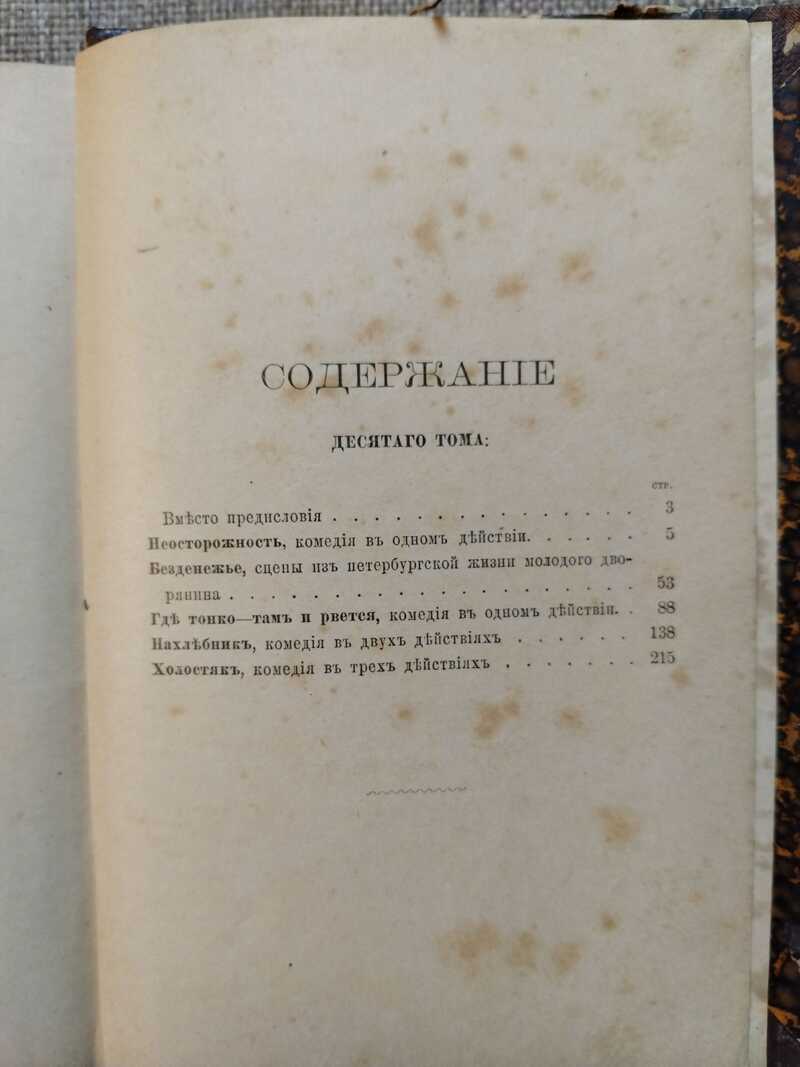 СОДЕРЖАНІЕ
ДЕСЯТАГО ТОМА:
СТР.
Вмѣсто предисловія . . . . . . . . . . . . . . . 3
Неосторожность, комедія въ одномъ дѣйствіи. . . . . . 5
Безденежье, сцены изъ петербургской жизни молодого дво-
рянина . . . . . . . . . . . . . . . . . . . . 53
Гдѣ тонко—тамъ и рвется, комедія въ одномъ дѣйствіи. . 88
Нахлѣбникъ, комедія въ двухъ дѣйствіяхъ . . . . . . 138
Холостякъ, комедія въ трехъ дѣйствіяхъ . . . . . . . 215